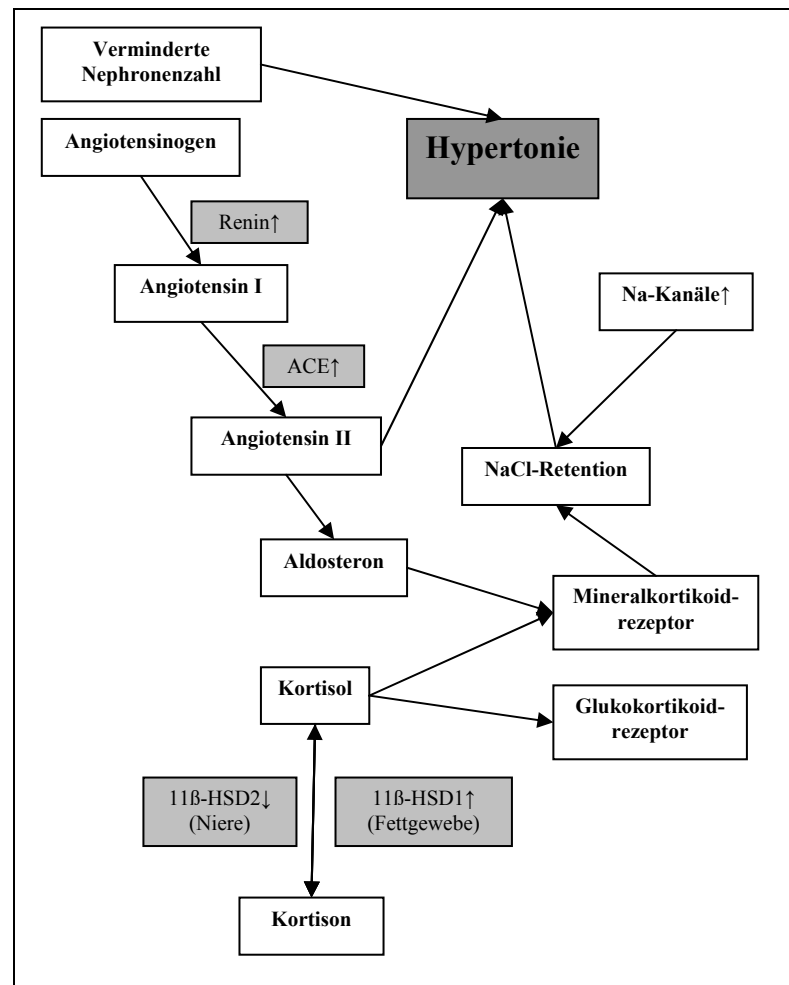 Verminderte
Nephronenzahl
Angiotensinogen
Hypertonie
Renin↑
Angiotensin I
Na-Kanäle↑
ACE↑
Angiotensin II
NaCl-Retention
Aldosteron
Mineralkortikoid-
rezeptor
Kortisol
Glukokortikoid-
rezeptor
11ß-HSD2↓
(Niere)
11ß-HSD1↑
(Fettgewebe)
Kortison